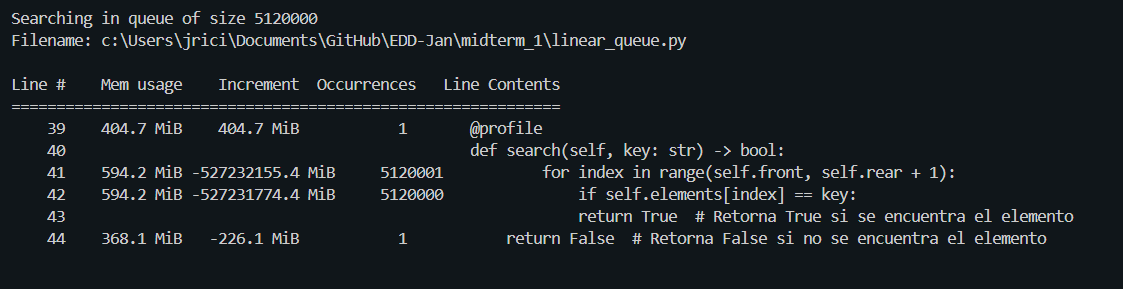 Searching in queue of size 5120000
Filename: c:\Users\jrici\Documents\GitHub\EDD-Jan\midterm_1\linear_queue.py
Line # Mem usage Increment Occurrences Line Contents
=============================================================
39 404.7 MiB 404.7 MiB 1 @profile
40 def search(self, key: str) -> bool:
41 594.2 MiB -527232155.4 MiB 5120001 for index in range(self.front, self.rear + 1):
42 594.2 MiB -527231774.4 MiB 5120000 if self.elements[index] == key:
43 return True # Retorna True si se encuentra el elemento
44 368.1 MiB -226.1 MiB 1 return False # Retorna False si no se encuentra el elemento